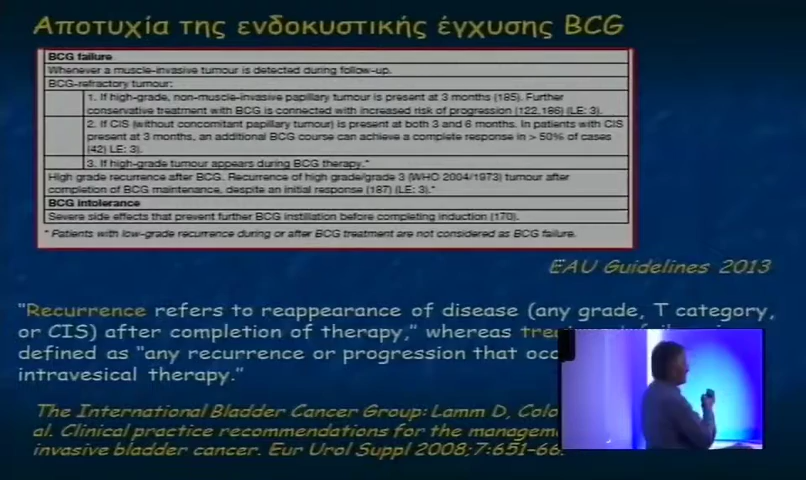 Αποτυχία της ενδοκυστικής έγχυσης BCG
BCG failure
Whenever a muscle-invasive tumour is detected during follow-up.
BCG-refractory tumour:
1. If high-grade, non-muscle-invasive papillary tumour is present at 3 months (185). Further
conservative treatment with BCG is connected with increased risk of progression (122,186) (LE: 3).
2. If CIS (without concomitant papillary tumour) is present at both 3 and 6 months. In patients with CIS
present at 3 months, an additional BCG course can achieve a complete response in > 50% of cases
(42) LE: 3).
3. If high-grade tumour appears during BCG therapy.*
High grade recurrence after BCG. Recurrence of high grade/grade 3 (WHO 2004/1973) tumour after
completion of BCG maintenance, despite an initial response (187) (LE: 3).*
BCG intolerance
Severe side effects that prevent further BCG instillation before completing induction (170).
* Patients with low-grade recurrence during or after BCG treatment are not considered as BCG failure.
EAU Guidelines 2013
"Recurrence refers to reappearance of disease (any grade, T category,
or CIS) after completion of therapy," whereas
defined as "any recurrence or progression that
intravesical therapy."
The International Bladder Cancer Group: Lamm D,
al. Clinical practice recommendations for the
invasive bladder cancer. Eur Urol Suppl 2008;7:651–66.